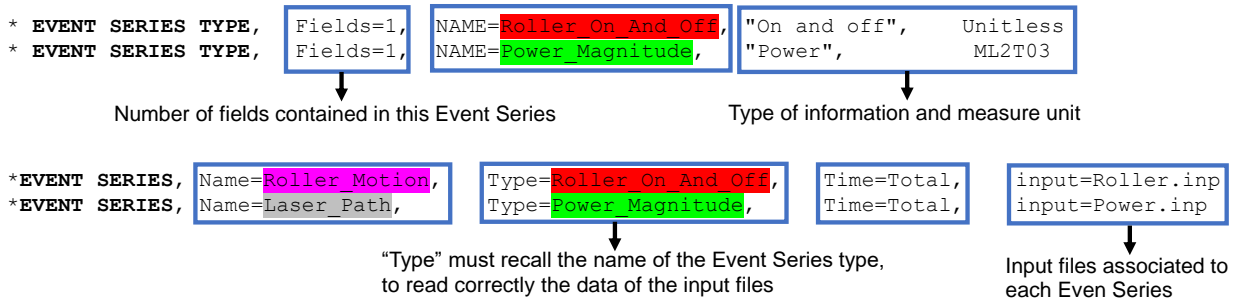 * EVENT SERIES TYPE, Fields=1, NAME=Roller_On_And_Off, "On and off", Unitless
* EVENT SERIES TYPE, Fields=1, NAME=Power_Magnitude, "Power", ML2T03
Number of fields contained in this Event Series Type of information and measure unit
*EVENT SERIES, Name=Roller_Motion, Type=Roller_On_And_Off, Time=Total, input=Roller.inp
*EVENT SERIES, Name=Laser_Path, Type=Power_Magnitude, Time=Total, input=Power.inp
“Type” must recall the name of the Event Series type,
to read correctly the data of the input files
Input files associated to
each Even Series